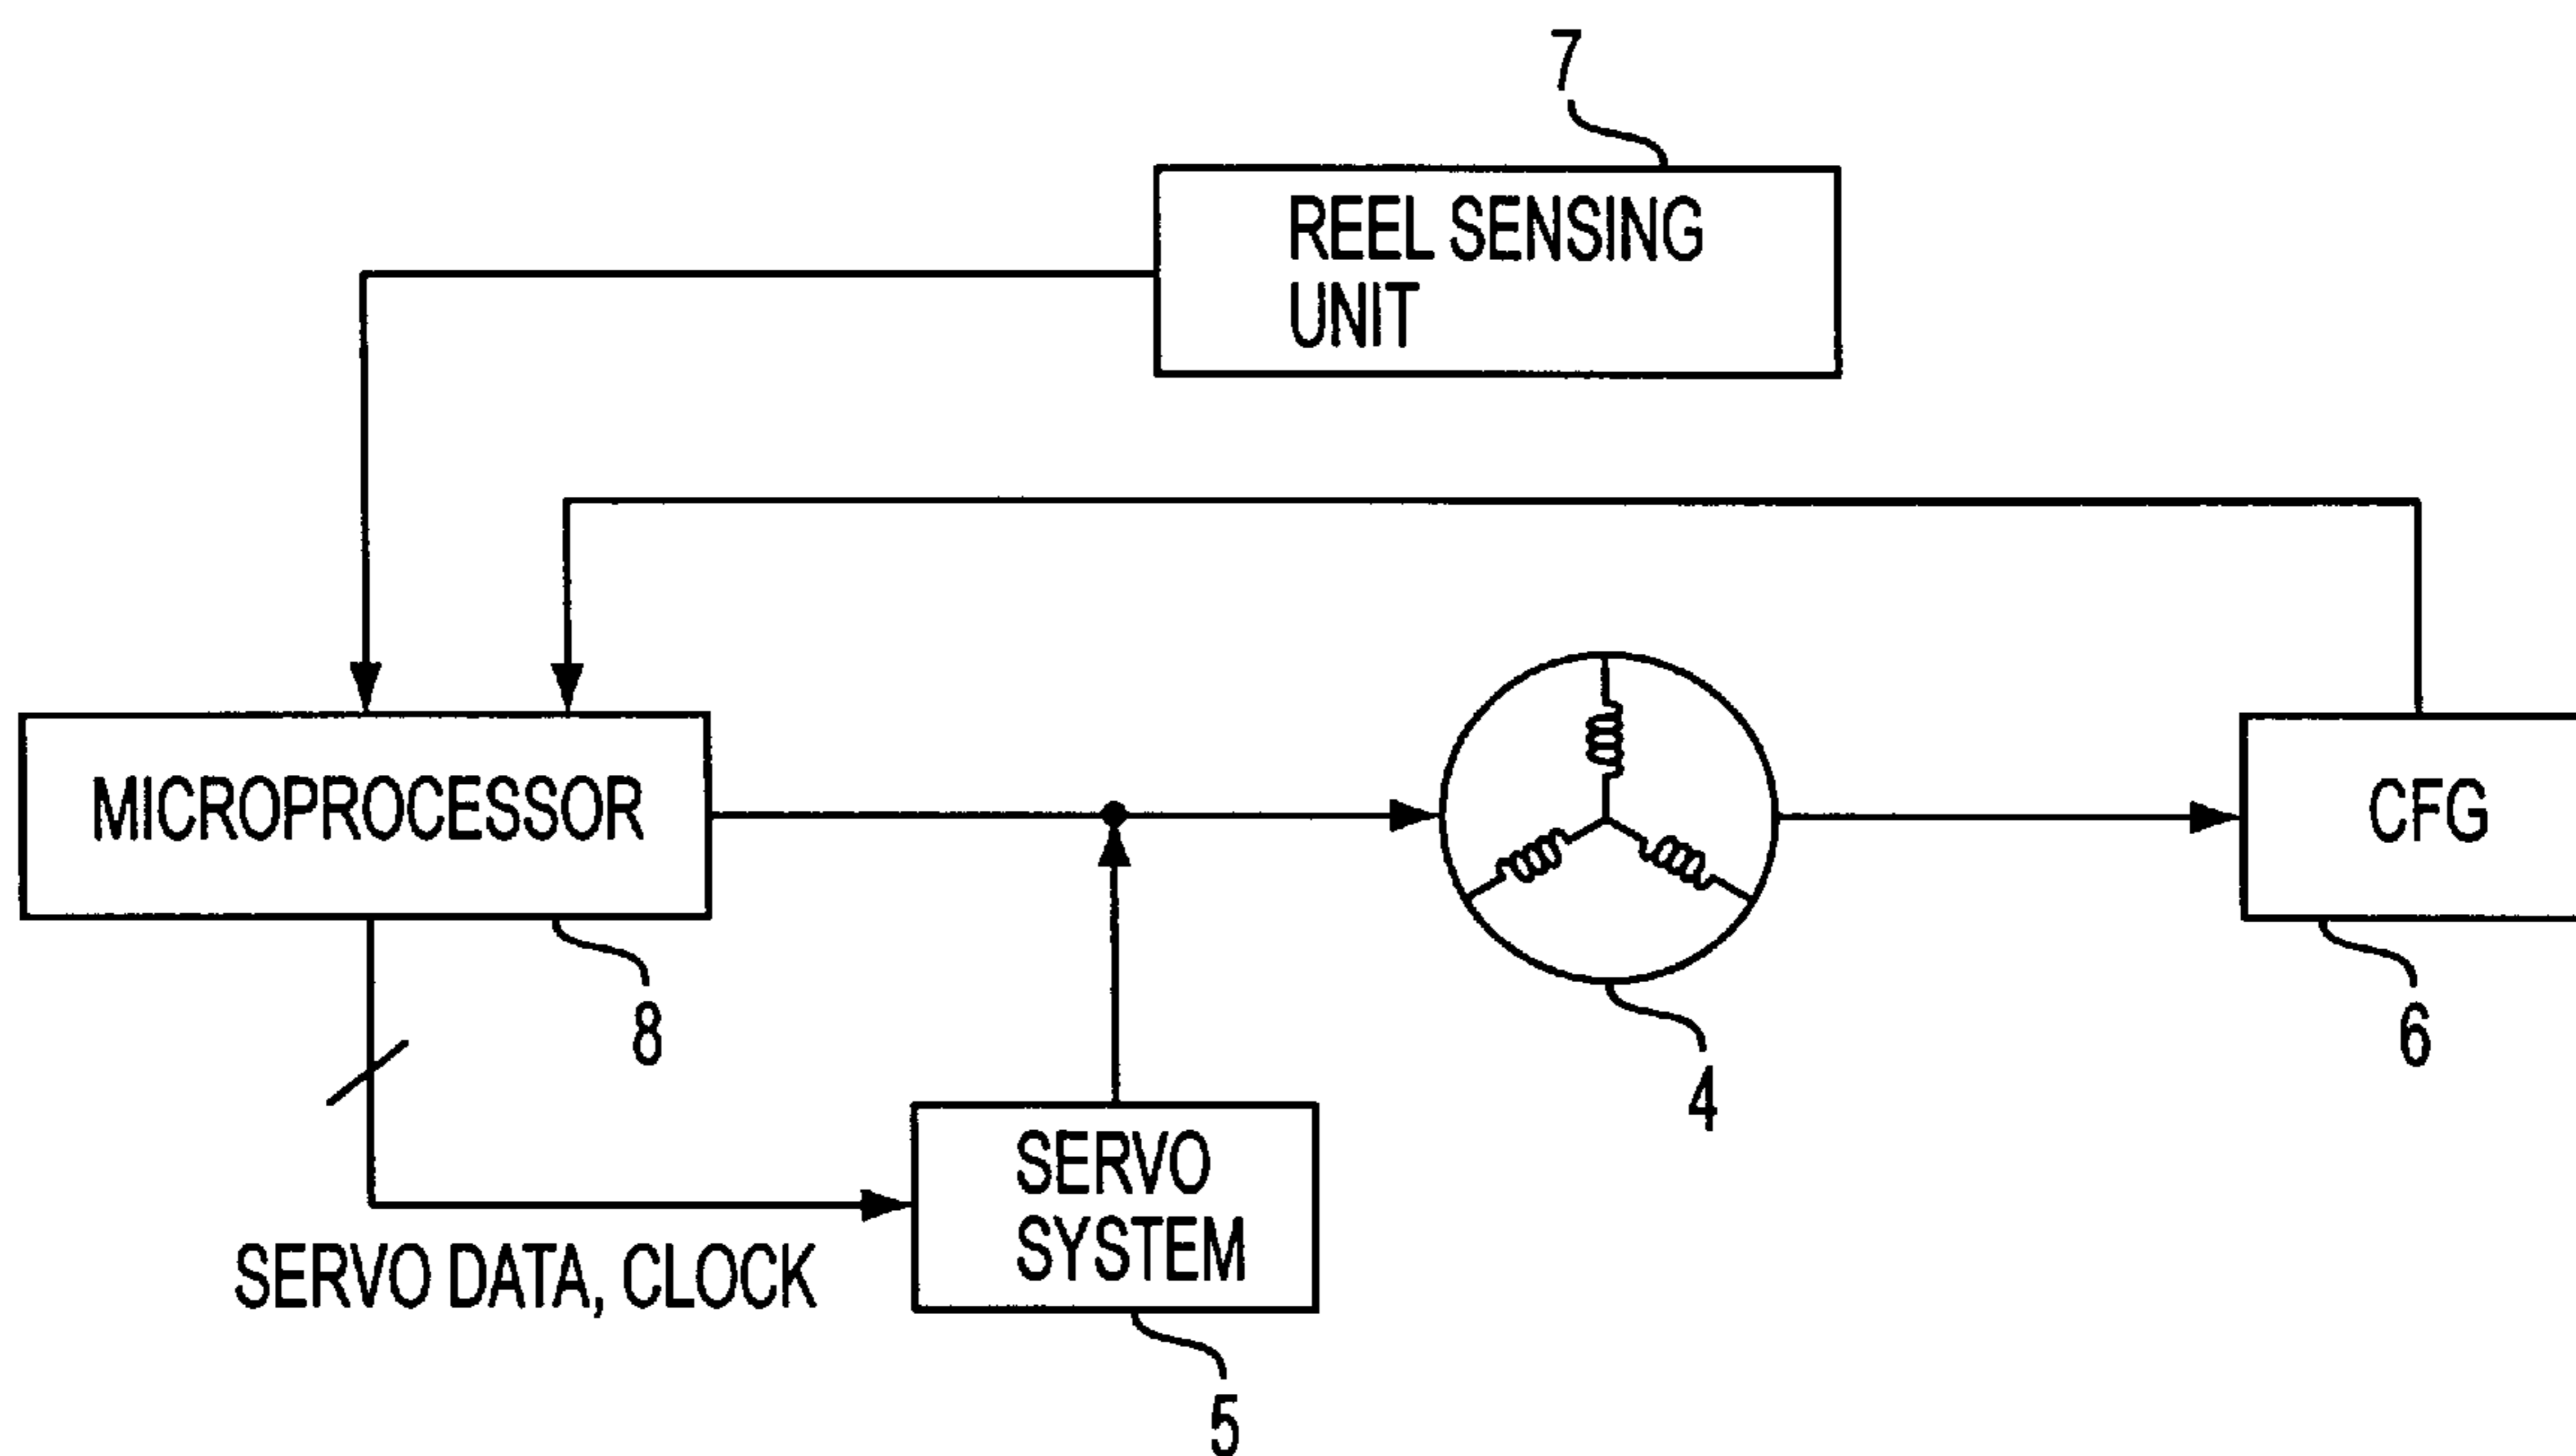 7
REEL SENSING
UNIT
MICROPROCESSOR
CFG
8
4
6
SERVO
SYSTEM
SERVO DATA, CLOCK
5